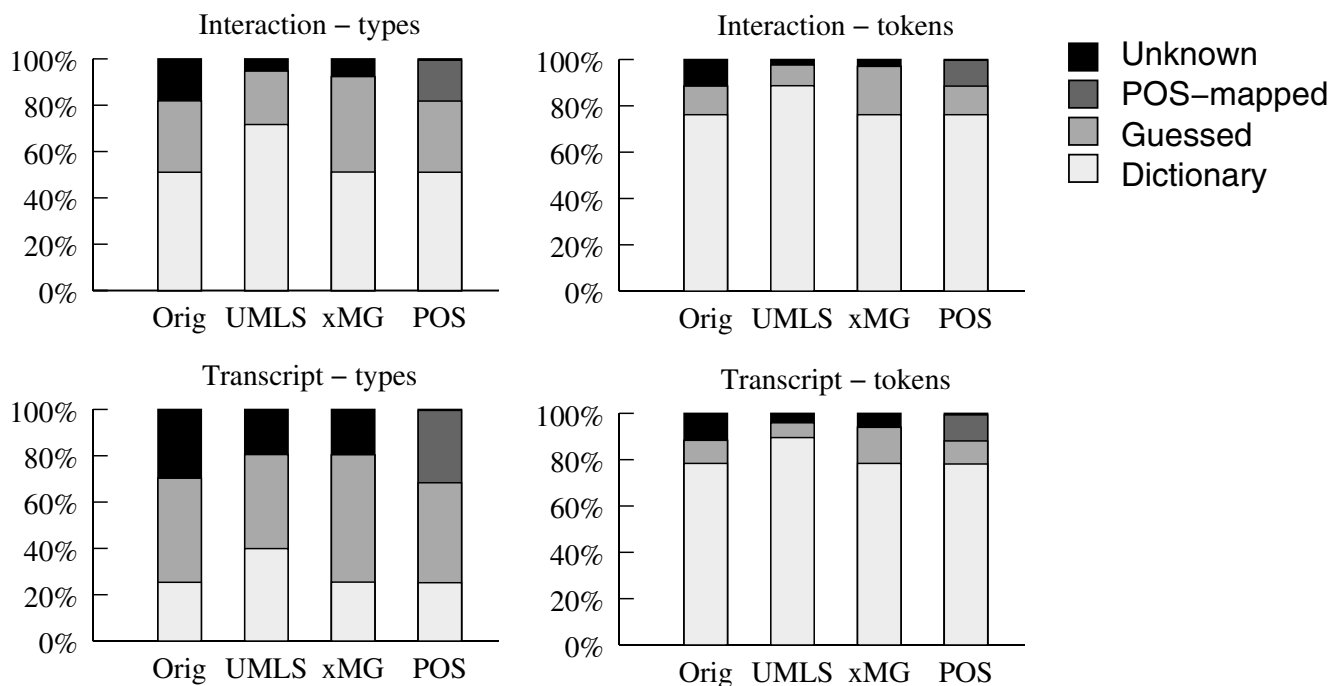 Interaction – types
100%
80%
60%
40%
20%
0%
Orig UMLS xMG POS
Interaction – tokens
100%
80%
60%
40%
20%
0%
Orig UMLS xMG POS
Unknown
POS–mapped
Guessed
Dictionary
Transcript – types
100%
80%
60%
40%
20%
0%
Orig UMLS xMG POS
Transcript – tokens
100%
80%
60%
40%
20%
0%
Orig UMLS xMG POS